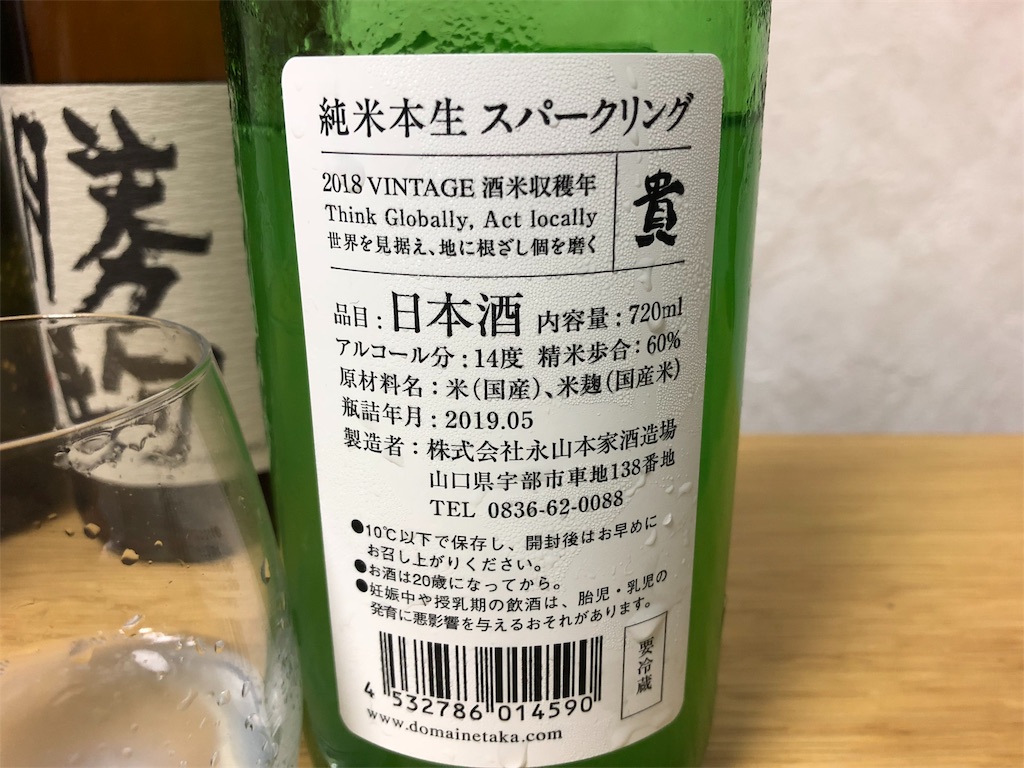 純米本生 スパークリング
2018 VINTAGE 酒米収穫年
Think Globally, Act locally
世界を見据え、地に根ざし個を磨く
貴
品目:日本酒 内容量:720ml
アルコール分:14度 精米歩合:60%
原材料名:米(国産)、米麹(国産米)
瓶詰年月:2019.05
製造者:株式会社永山本家酒造場
山口県宇部市車地138番地
TEL 0836-62-0088
●10℃以下で保存し、開封後はお早めに
お召し上がりください。
●お酒は20歳になってから。
●妊娠中や授乳期の飲酒は、胎児・乳児の
発育に悪影響を与えるおそれがあります。
要冷蔵
4 532786 014590
www.domainetaka.com